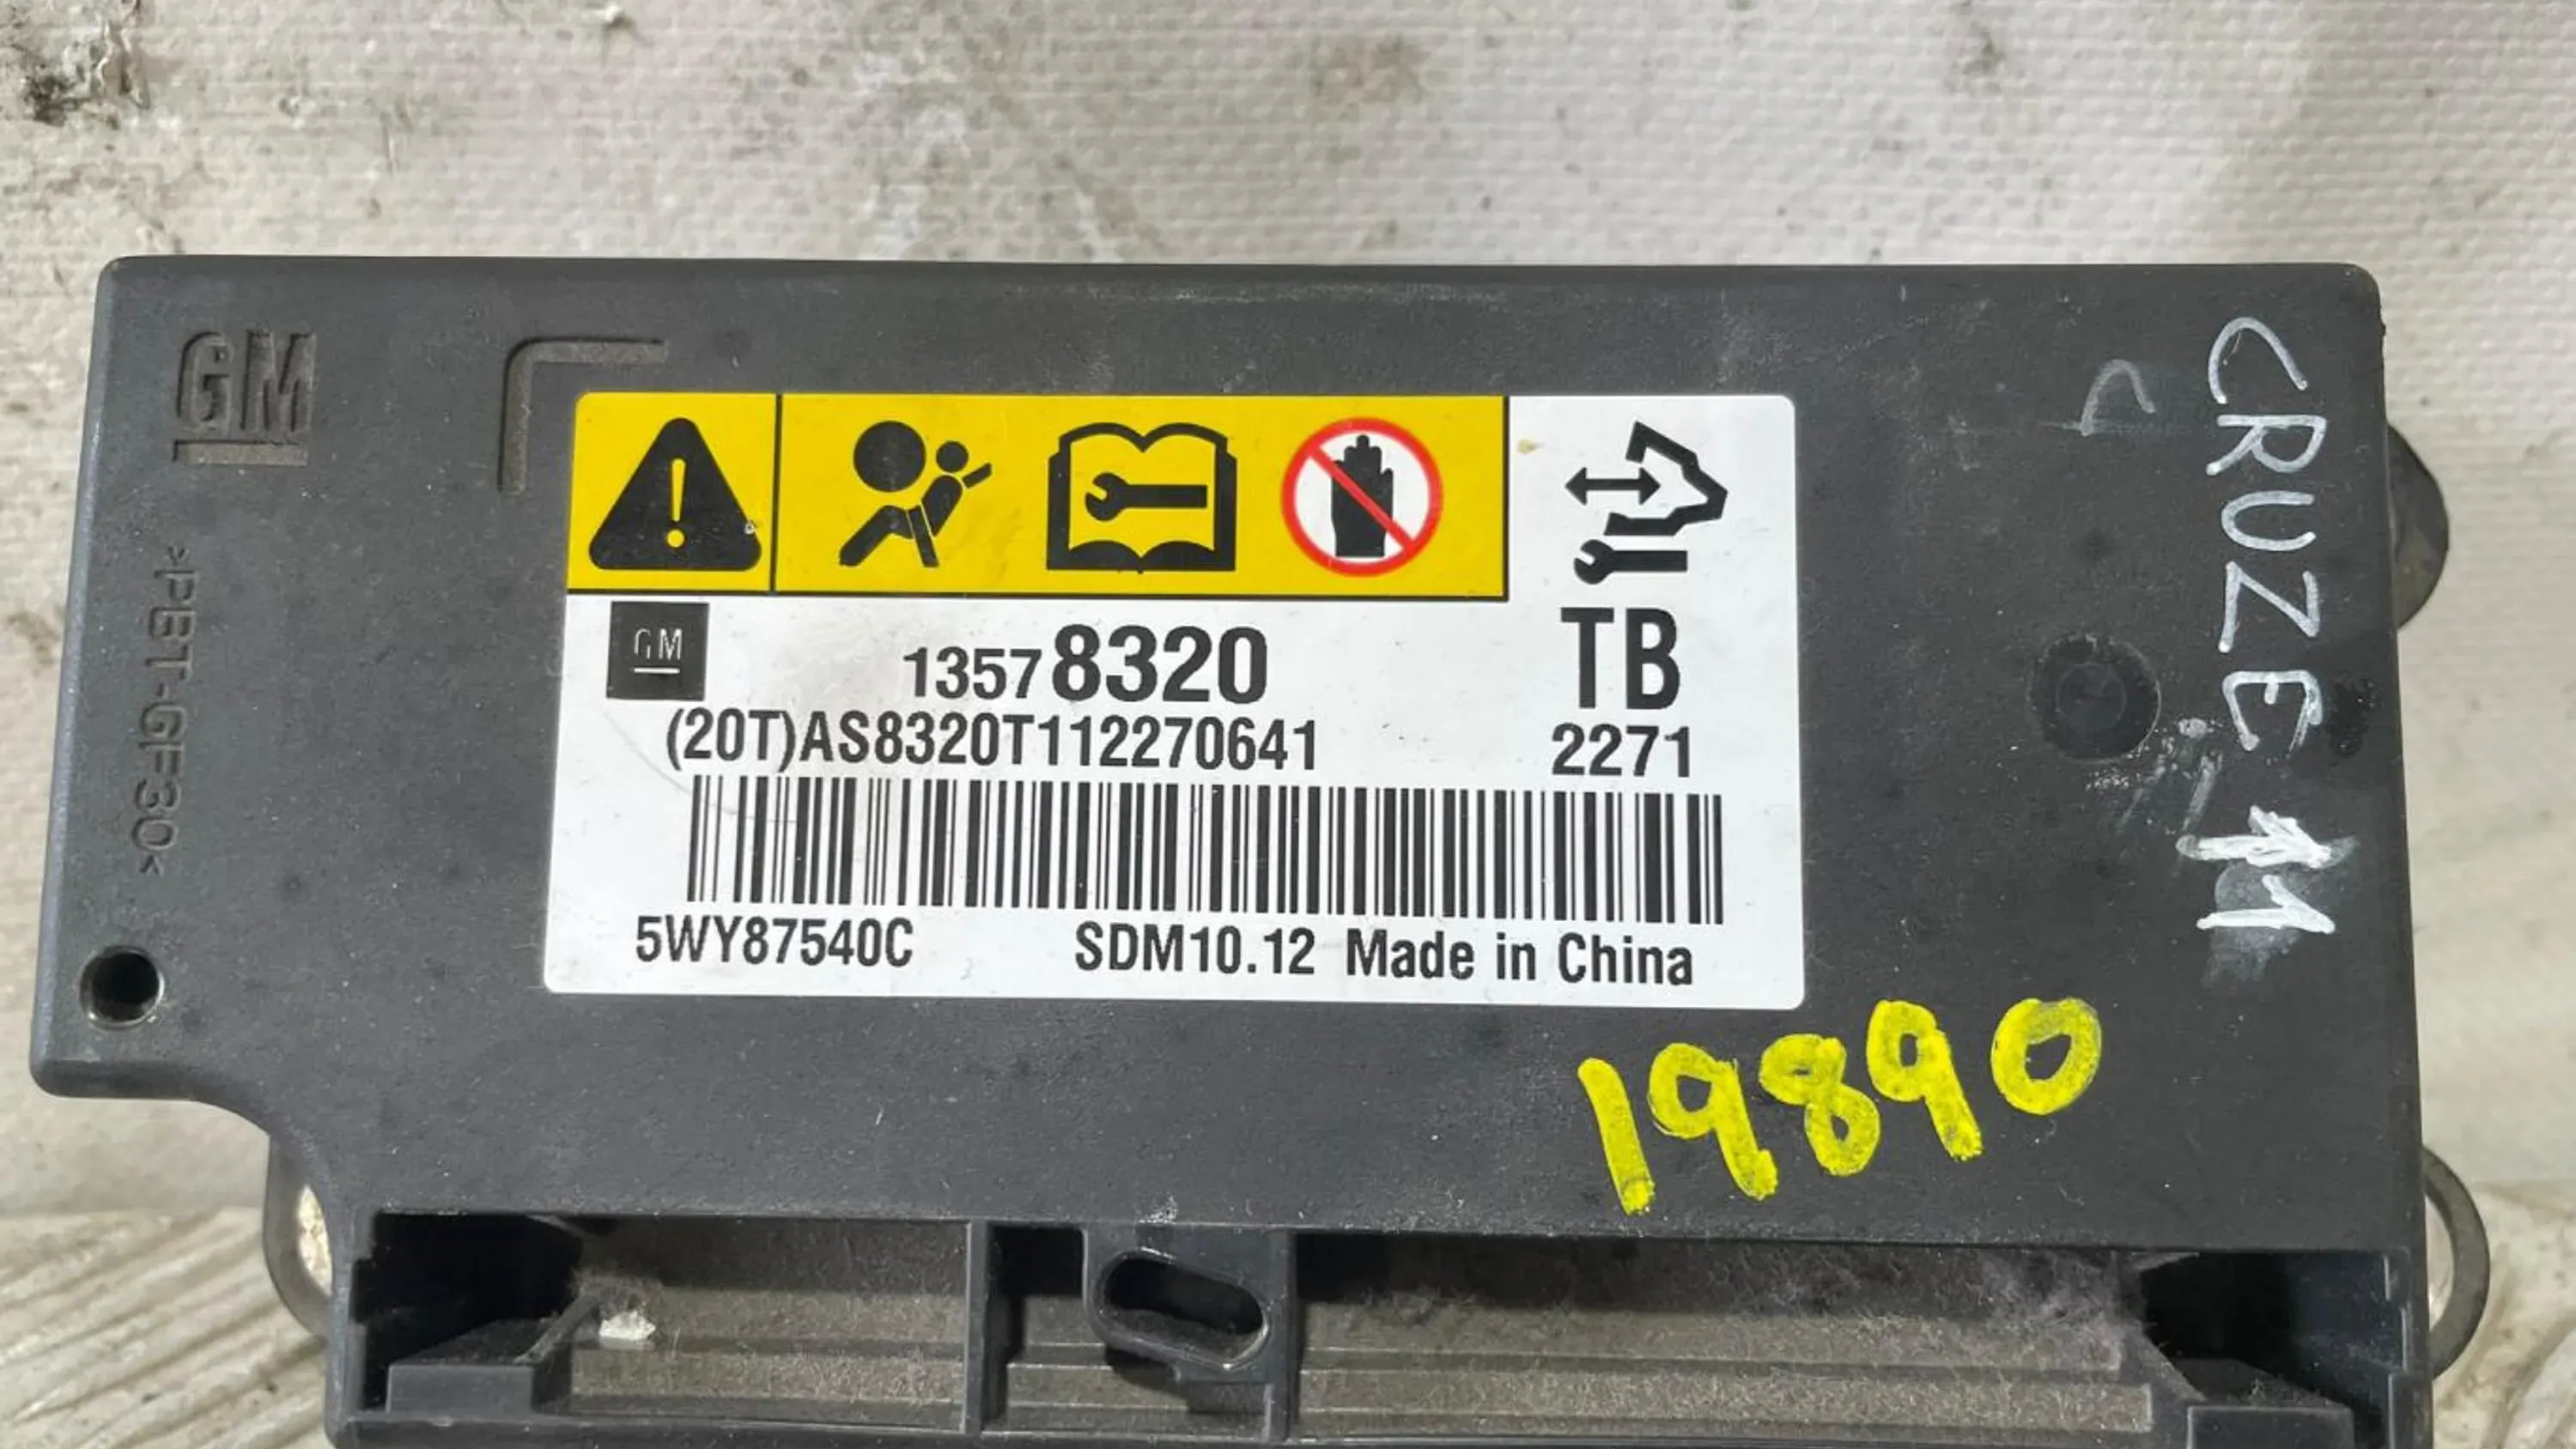 GM
>PBT-GF30<
GM
13578320
TB
(20T)AS8320T112270641
2271
5WY87540C
SDM10.12 Made in China
CRUZE
C
19890